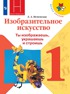 Изобразительное
искусство
Ты изображаешь,
украшаешь
и строишь
1